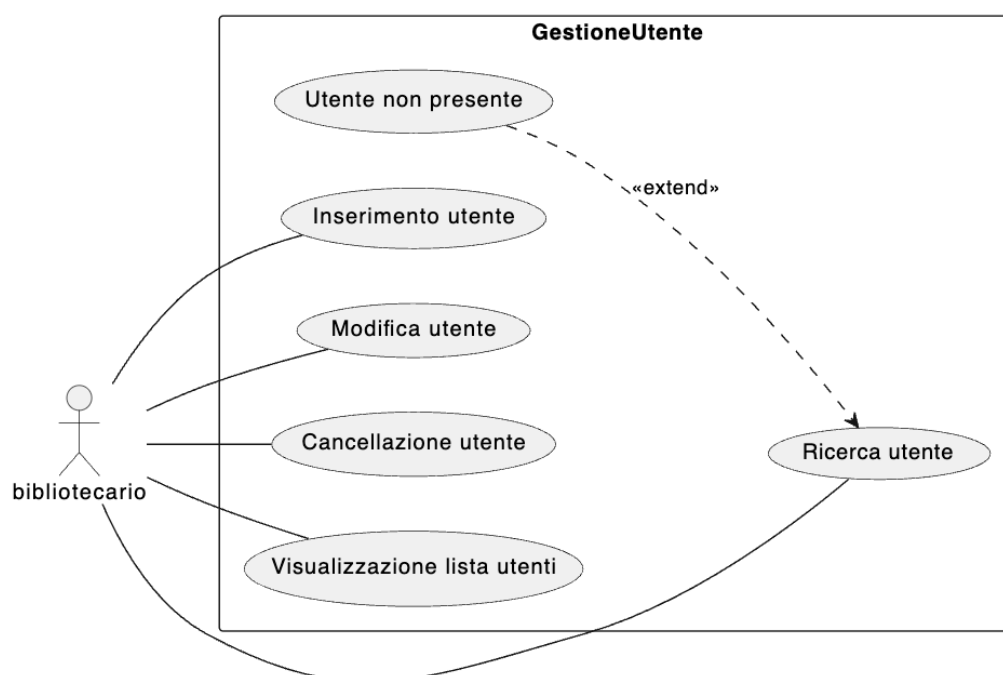 GestioneUtente
Utente non presente
«extend»
Inserimento utente
Modifica utente
Cancellazione utente
Ricerca utente
bibliotecario
Visualizzazione lista utenti